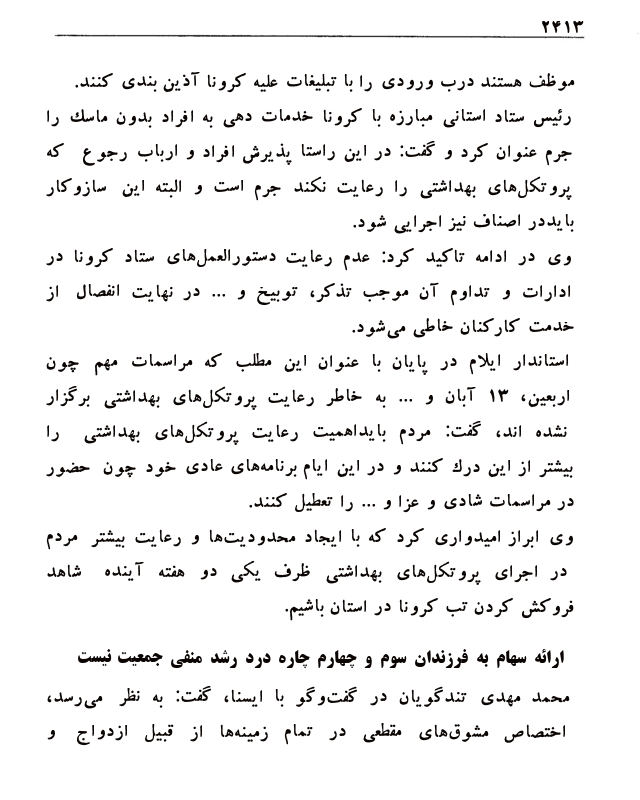 ۲۴۱۳
موظف هستند درب ورودی را با تبلیغات علیه کرونا آذین بندی کنند.
رئیس ستاد استانی مبارزه با کرونا خدمات دهی به افراد بدون ماسك را
جرم عنوان کرد و گفت: در این راستا پذیرش افراد و ارباب رجوع که
پروتکل‌های بهداشتی را رعایت نکند جرم است و البته این سازوکار
بایددر اصناف نیز اجرایی شود.
وی در ادامه تاکید کرد: عدم رعایت دستورالعمل‌های ستاد کرونا در
ادارات و تداوم آن موجب تذکر، توبیخ و ... در نهایت انفصال از
خدمت کارکنان خاطی می‌شود.
استاندار ایلام در پایان با عنوان این مطلب که مراسمات مهم چون
اربعین، ۱۳ آبان و ... به خاطر رعایت پروتکل‌های بهداشتی برگزار
نشده اند، گفت: مردم بایداهمیت رعایت پروتکل‌های بهداشتی را
بیشتر از این درك کنند و در این ایام برنامه‌های عادی خود چون حضور
در مراسمات شادی و عزا و ... را تعطیل کنند.
وی ابراز امیدواری کرد که با ایجاد محدودیت‌ها و رعایت بیشتر مردم
در اجرای پروتکل‌های بهداشتی ظرف یکی دو هفته آینده شاهد
فروکش کردن تب کرونا در استان باشیم.
ارائه سهام به فرزندان سوم و چهارم چاره درد رشد منفی جمعیت نیست
محمد مهدی تندگویان در گفت‌وگو با ایسنا، گفت: به نظر می‌رسد،
اختصاص مشوق‌های مقطعی در تمام زمینه‌ها از قبیل ازدواج و